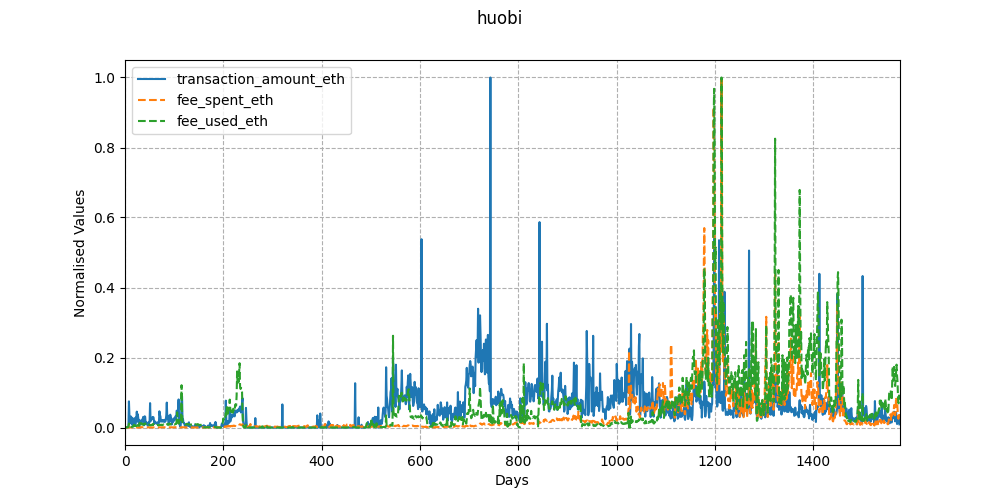 huobi
transaction_amount_eth
fee_spent_eth
fee_used_eth
Normalised Values
1.0
0.8
0.6
0.4
0.2
0.0
0 200 400 600 800 1000 1200 1400
Days